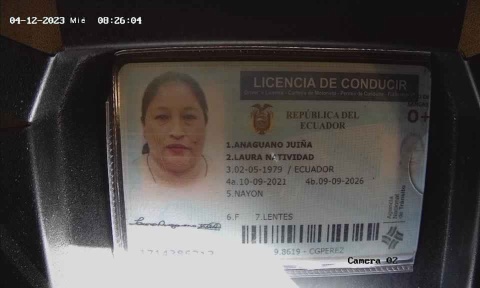 04-12-2023 Mié 08:26:04
LICENCIA DE CONDUCIR
REPÚBLICA DEL
ECUADOR
O+
1.ANAGUANO JUIÑA
2.LAURA NATIVIDAD
3.02-05-1979 / ECUADOR
4a.10-09-2021 4b.09-09-2026
5.NAYON
6.F 7.LENTES
9.8619 - CGPEREZ
Camera 02